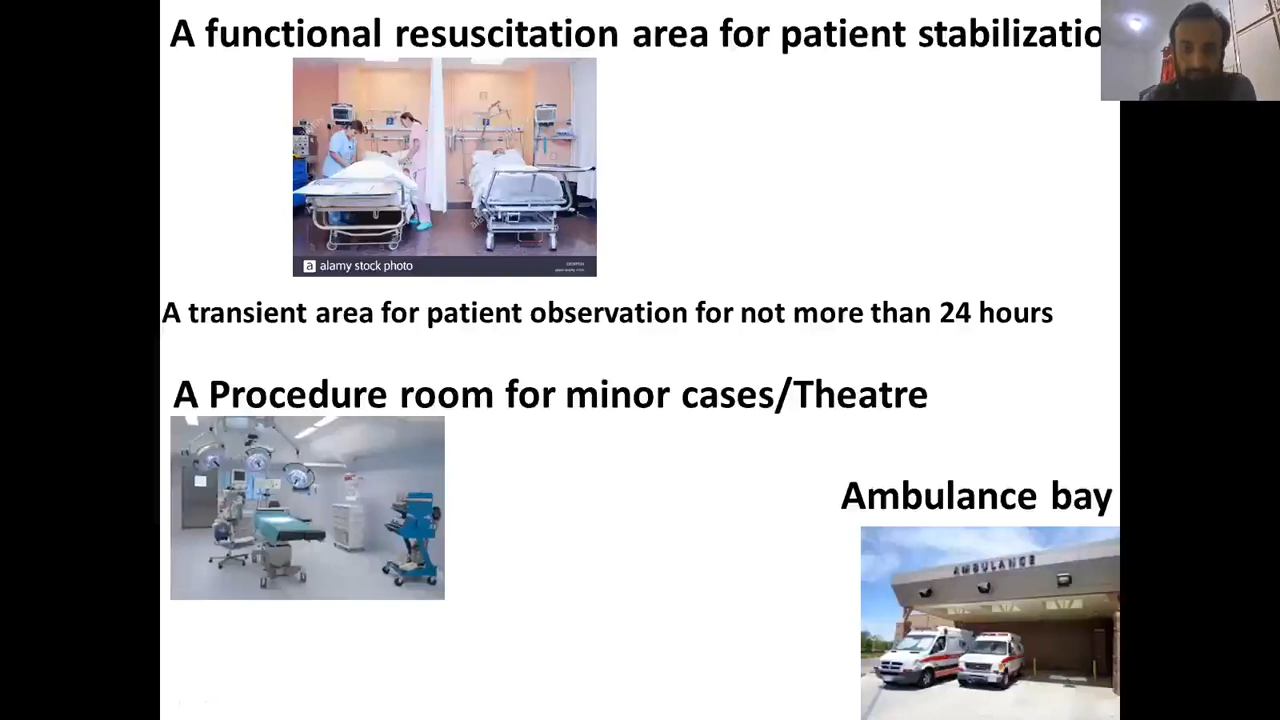 A functional resuscitation area for patient stabilizatio
a alamy stock photo
A transient area for patient observation for not more than 24 hours
A Procedure room for minor cases/Theatre
Ambulance bay
AMBULANCE